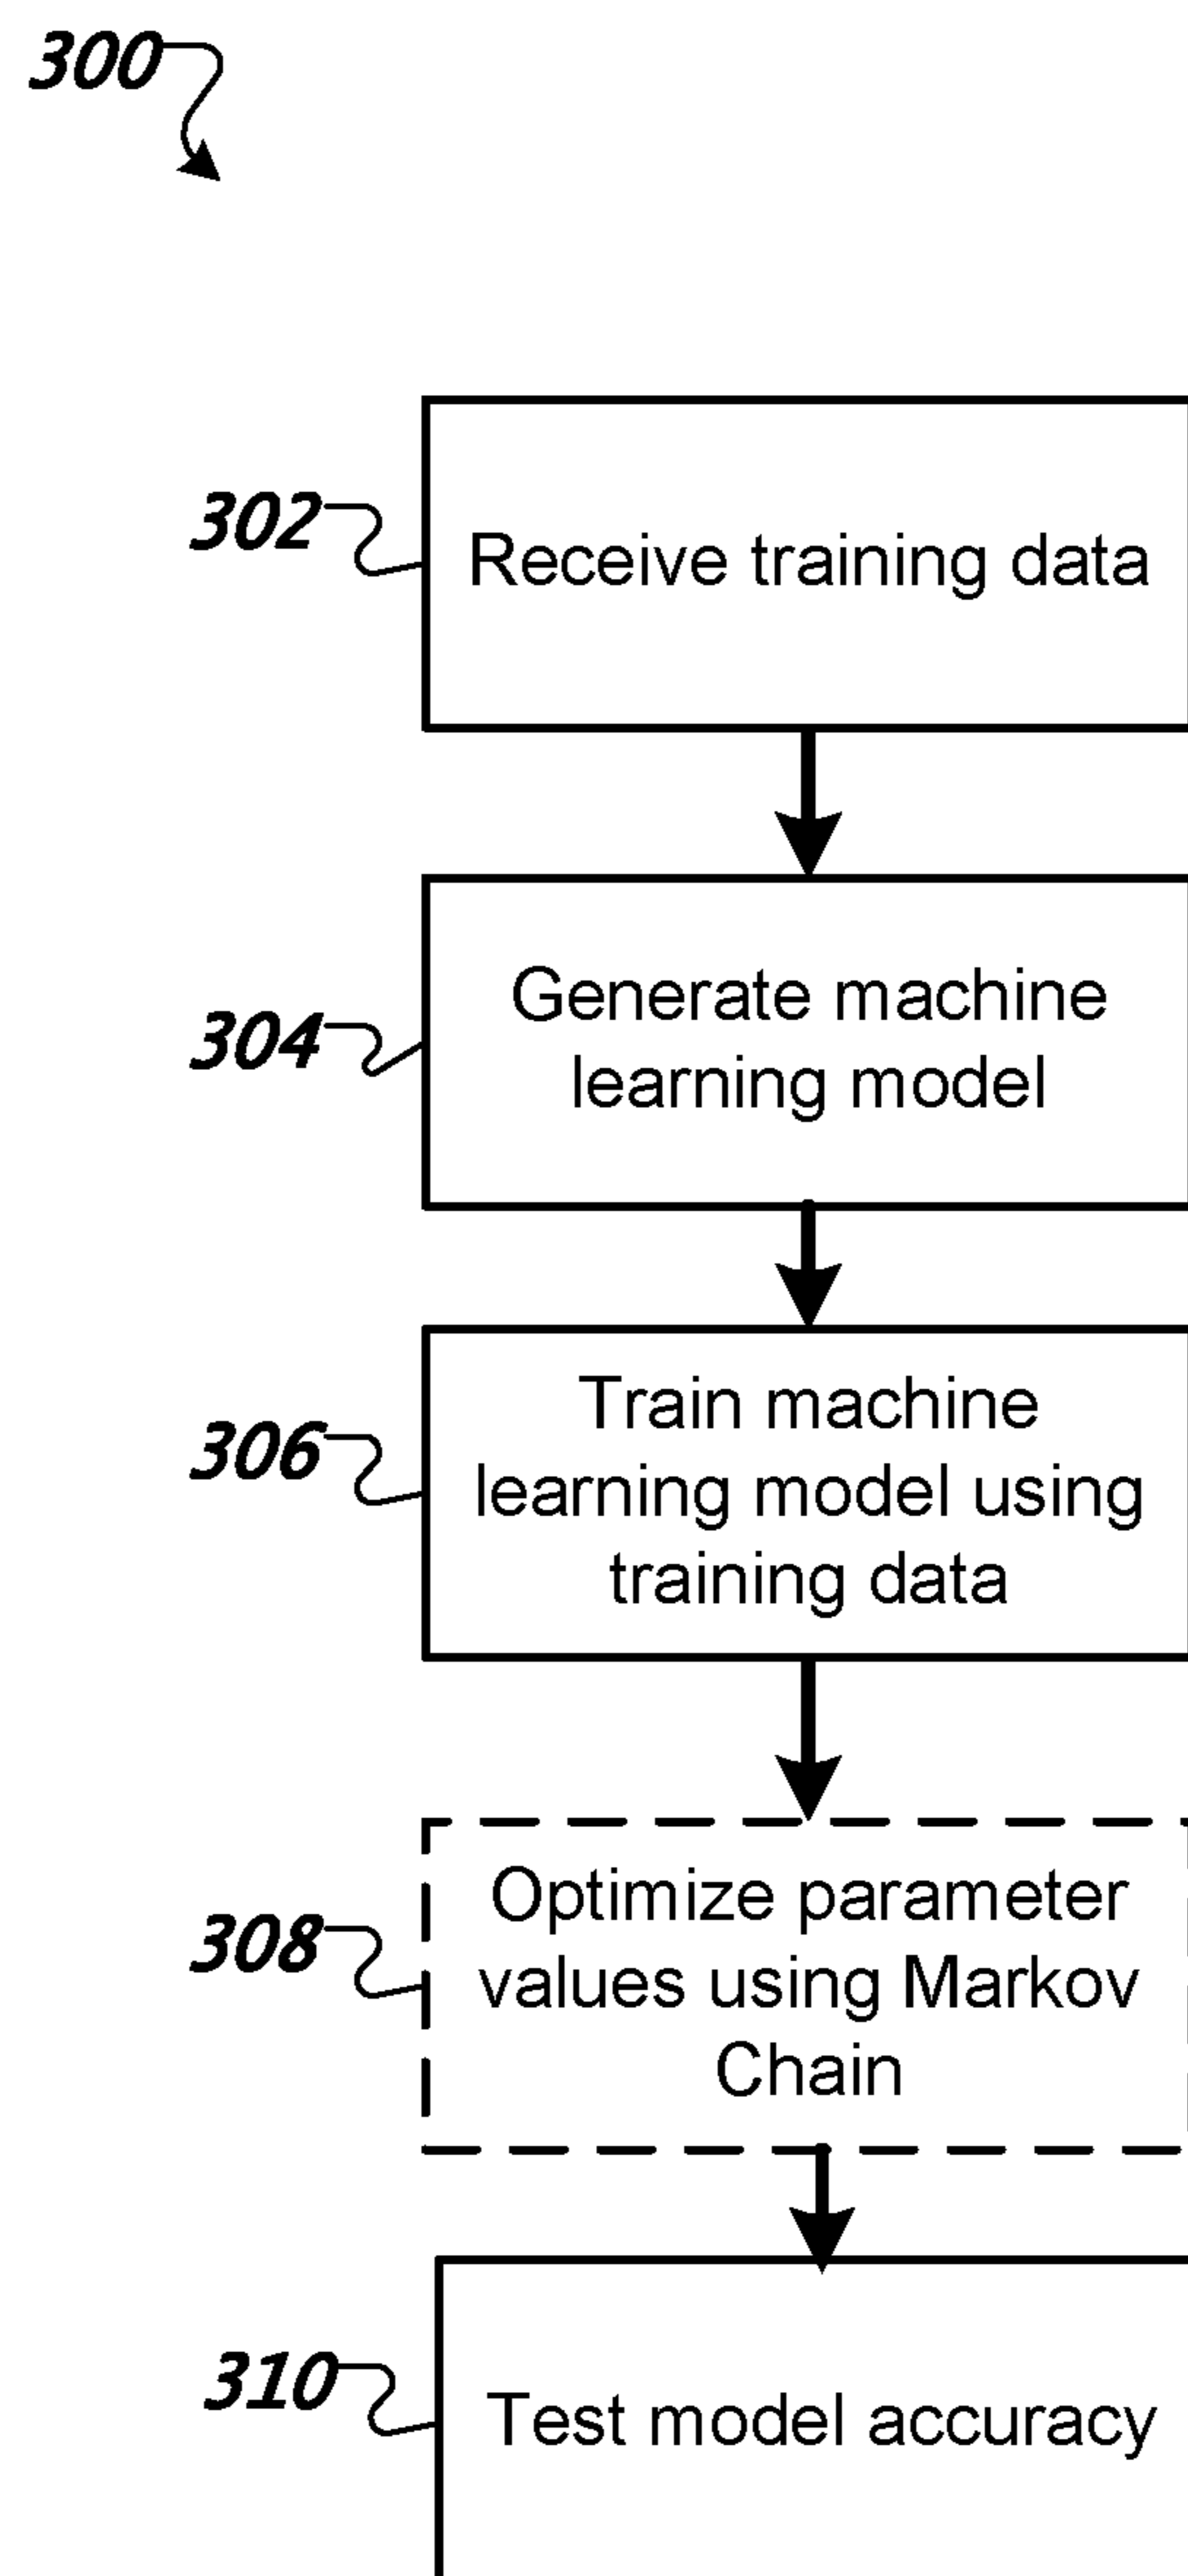 300
302
Receive training data
304
Generate machine
learning model
306
Train machine
learning model using
training data
308
Optimize parameter
values using Markov
Chain
310
Test model accuracy